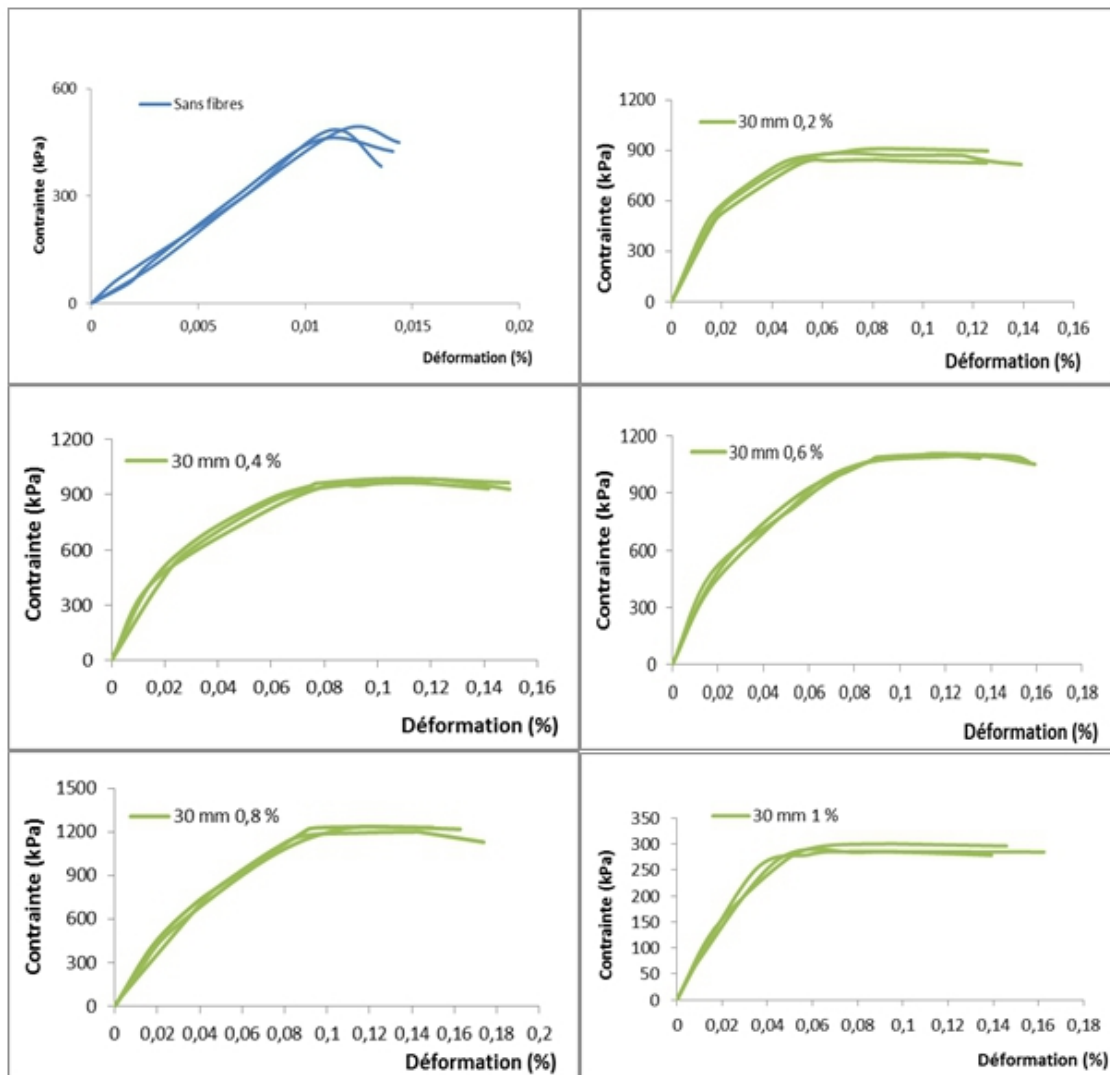 Sans fibres
Contrainte (kPa)
600
300
0
0 0,005 0,01 0,015 0,02
Déformation (%)
30 mm 0,2 %
Contrainte (kPa)
1200
900
600
300
0
0 0,02 0,04 0,06 0,08 0,1 0,12 0,14 0,16
Déformation (%)
30 mm 0,4 %
Contrainte (kPa)
1200
900
600
300
0
0 0,02 0,04 0,06 0,08 0,1 0,12 0,14 0,16
Déformation (%)
30 mm 0,6 %
Contrainte (kPa)
1200
900
600
300
0
0 0,02 0,04 0,06 0,08 0,1 0,12 0,14 0,16 0,18
Déformation (%)
30 mm 0,8 %
Contrainte (kPa)
1500
1200
900
600
300
0
0 0,02 0,04 0,06 0,08 0,1 0,12 0,14 0,16 0,18 0,2
Déformation (%)
30 mm 1 %
Contrainte (kPa)
350
300
250
200
150
100
50
0
0 0,02 0,04 0,06 0,08 0,1 0,12 0,14 0,16 0,18
Déformation (%)